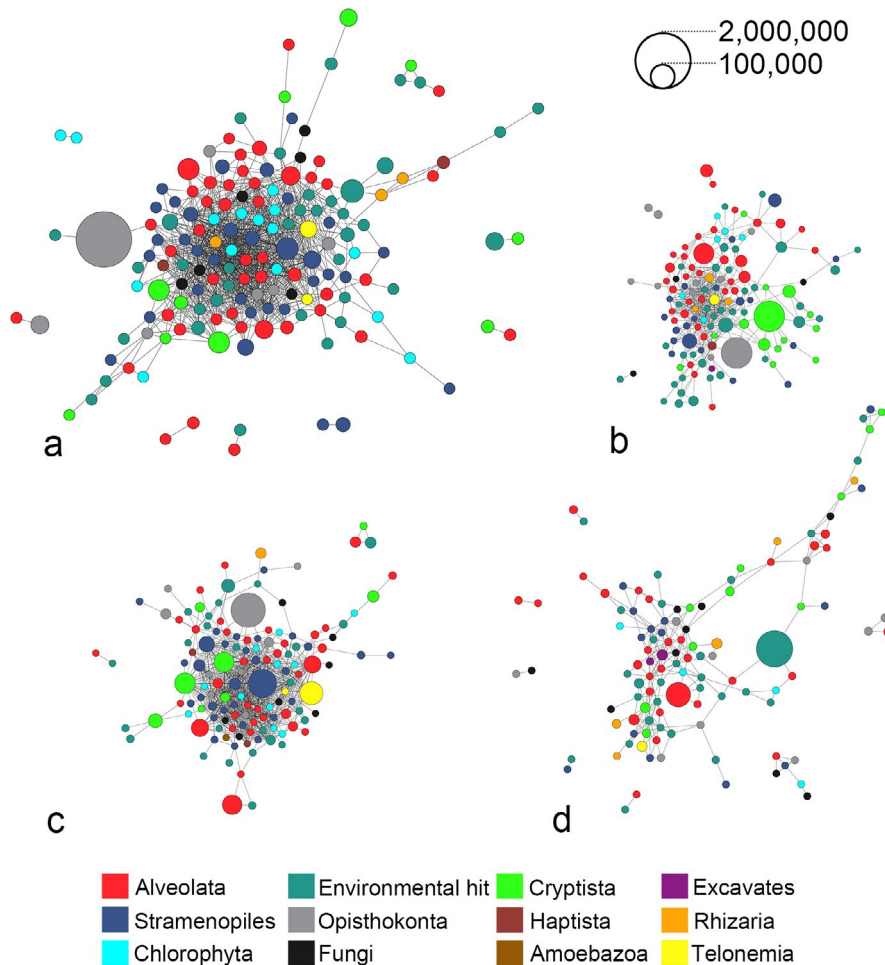 2,000,000
100,000
a
b
c
d
Alveolata
Environmental hit
Cryptista
Excavates
Stramenopiles
Opisthokonta
Haptista
Rhizaria
Chlorophyta
Fungi
Amoebazoa
Telonemia